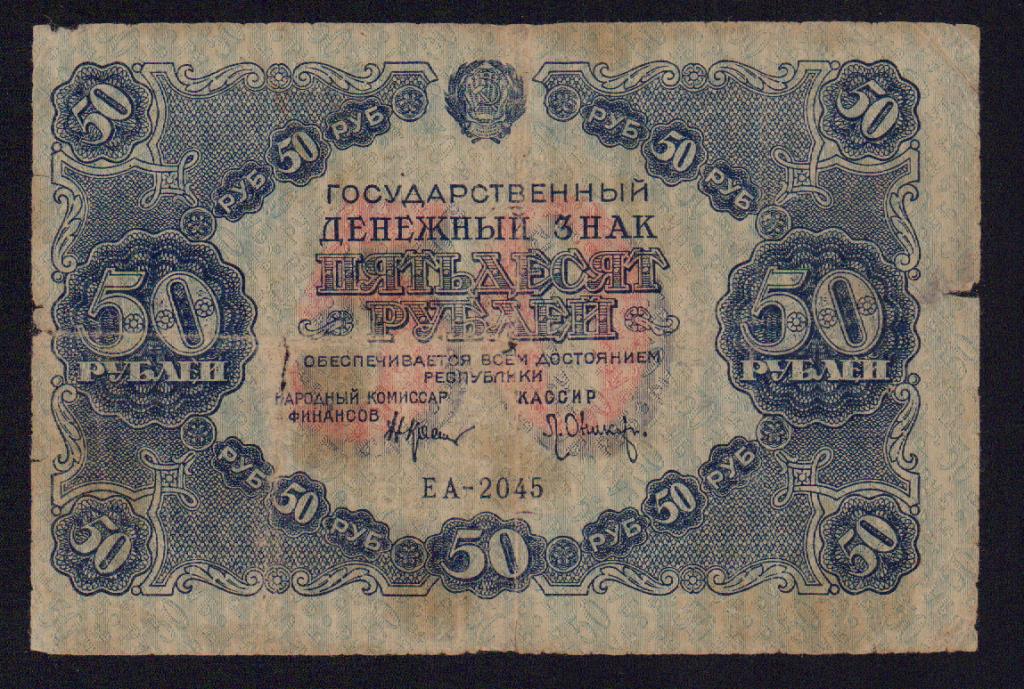 50 50
РУБ 50 РУБ РУБ 50 РУБ
ГОСУДАРСТВЕННЫЙ
ДЕНЕЖНЫЙ ЗНАК
ПЯТЬДЕСЯТ
РУБЛЕЙ
50 РУБЛЕЙ
50 РУБЛЕЙ
ОБЕСПЕЧИВАЕТСЯ ВСЕМ ДОСТОЯНИЕМ
РЕСПУБЛИКИ
НАРОДНЫЙ КОМИССАР КАССИР
ФИНАНСОВ
ЕА-2045
РУБ 50 РУБ РУБ 50 РУБ
50 50 50